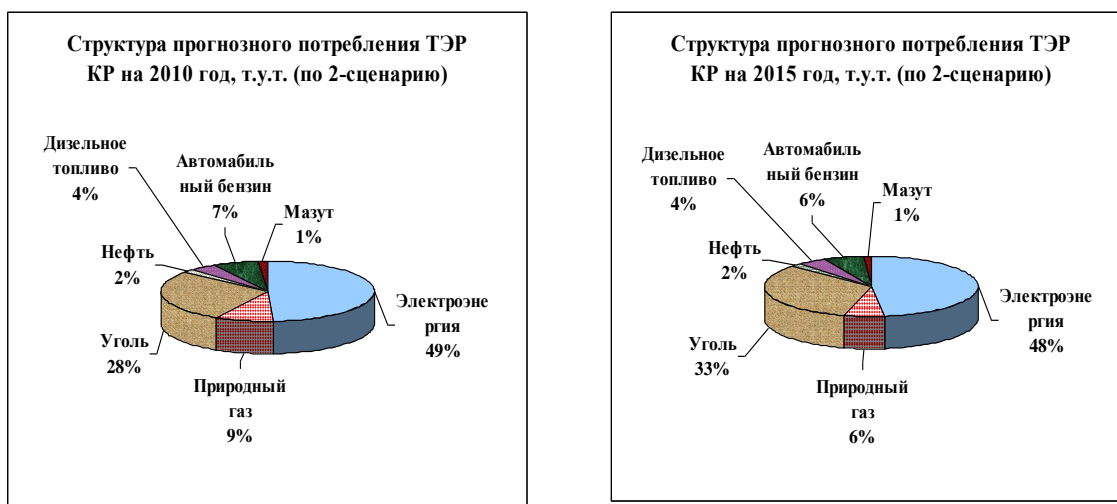 Структура прогнозного потребления ТЭР
КР на 2010 год, т.у.т. (по 2-сценарию)
Дизельное
топливо
4%
Автомабиль
ный бензин
7%
Мазут
1%
Нефть
2%
Электроэне
ргия
49%
Уголь
28%
Природный
газ
9%
Структура прогнозного потребления ТЭР
КР на 2015 год, т.у.т. (по 2-сценарию)
Дизельное
топливо
4%
Автомабиль
ный бензин
6%
Мазут
1%
Нефть
2%
Электроэне
ргия
48%
Уголь
33%
Природный
газ
6%